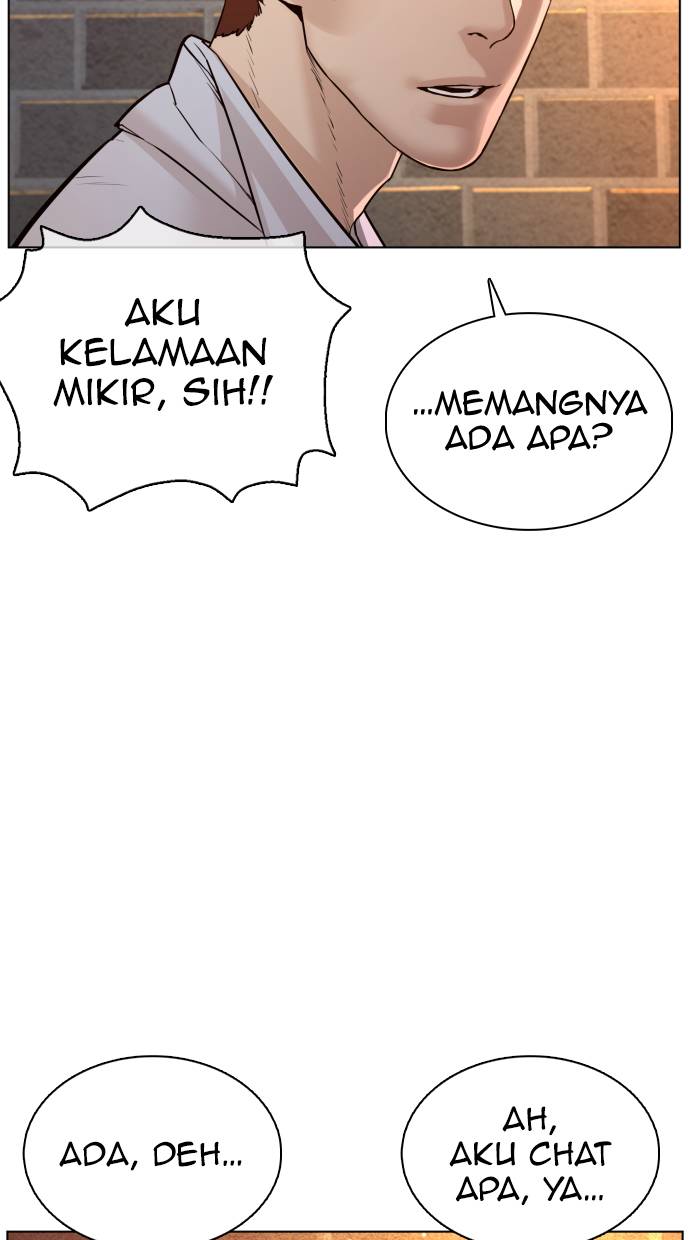 AKU
KELAMAAN
MIKIR, SIH!!
...MEMANGNYA
ADA APA?
ADA, DEH...
AH,
AKU CHAT
APA, YA...